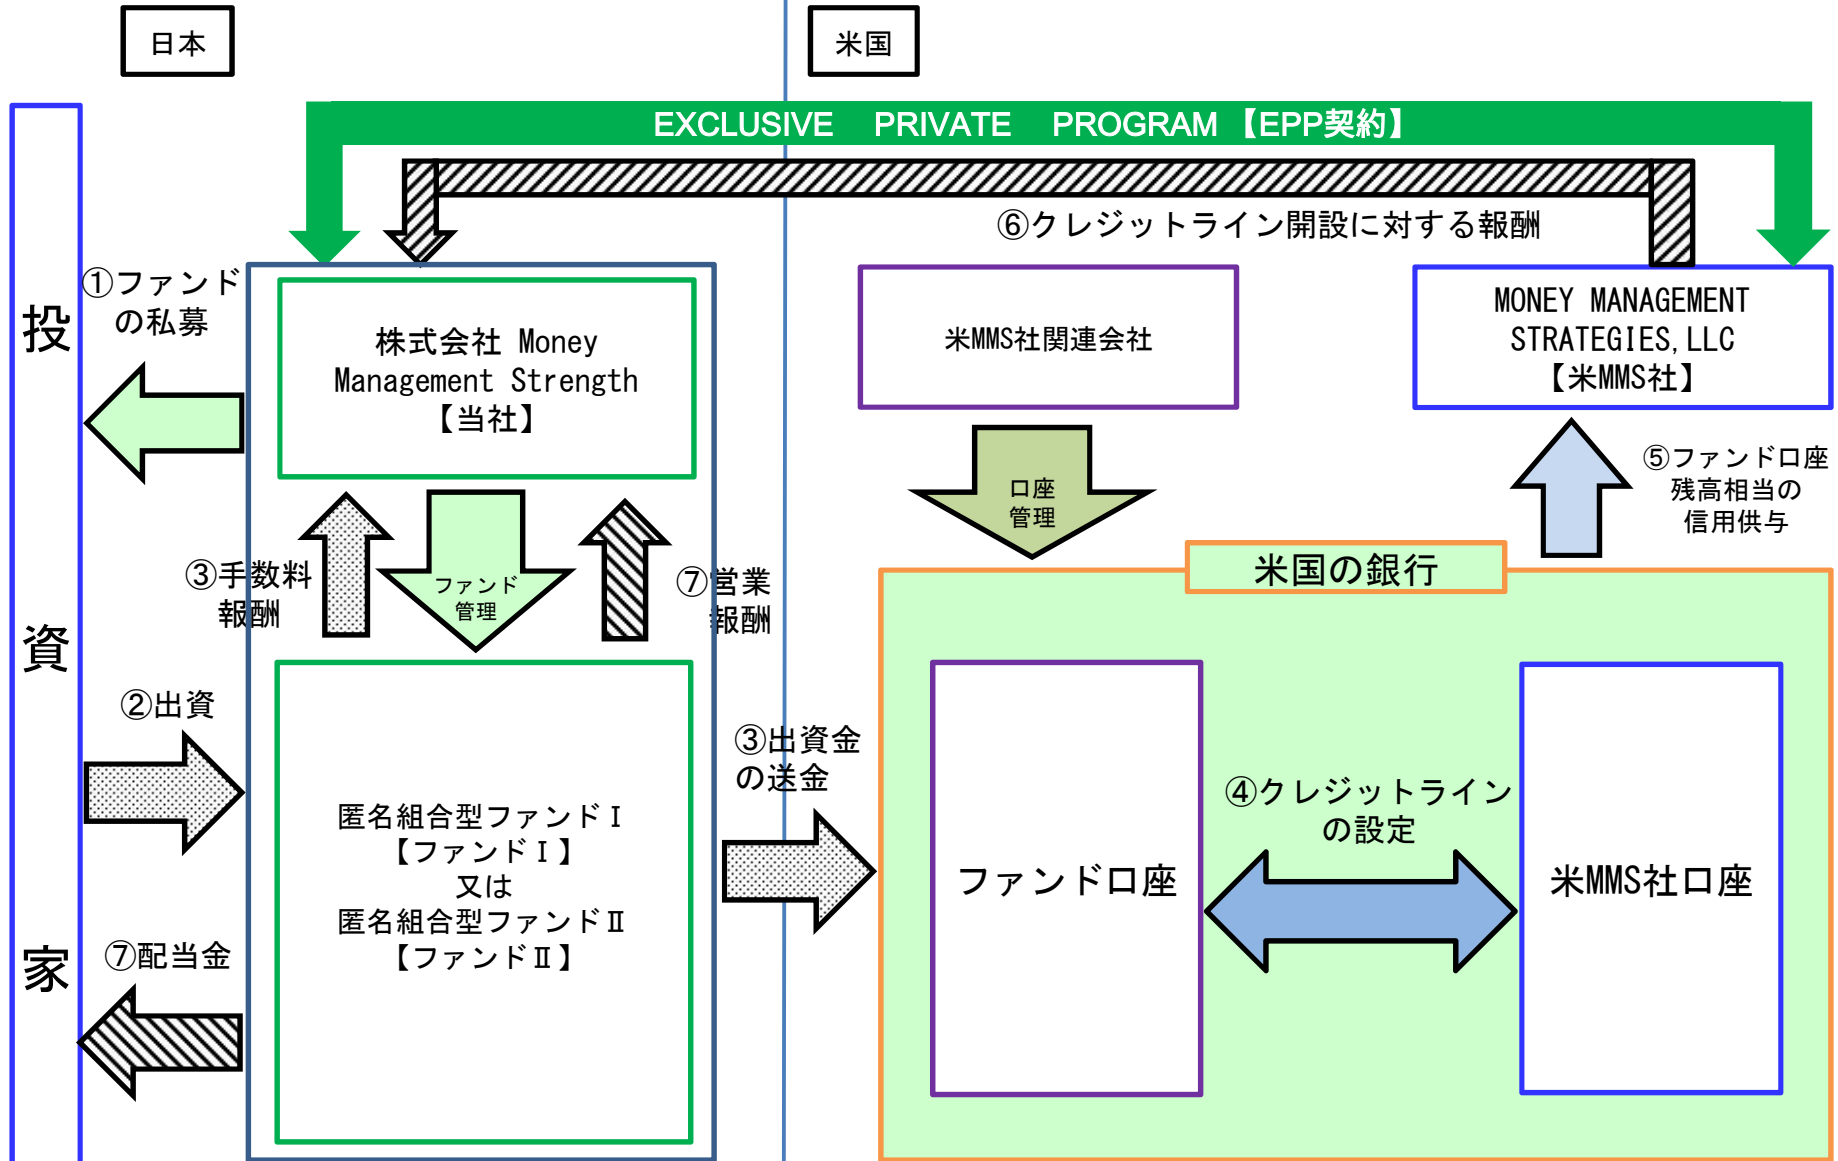 日本
米国
EXCLUSIVE PRIVATE PROGRAM【EPP契約】
⑥クレジットライン開設に対する報酬
①ファンド
の私募
投
資
家
株式会社 Money
Management Strength
【当社】
米MMS社関連会社
MONEY MANAGEMENT
STRATEGIES,LLC
【米MMS社】
⑤ファンド口座
残高相当の
信用供与
口座
管理
③手数料
報酬
ファンド
管理
⑦営業
報酬
米国の銀行
②出資
③出資金
の送金
匿名組合型ファンドⅠ
【ファンドⅠ】
又は
匿名組合型ファンドⅡ
【ファンドⅡ】
ファンド口座
④クレジットライン
の設定
米MMS社口座
⑦配当金